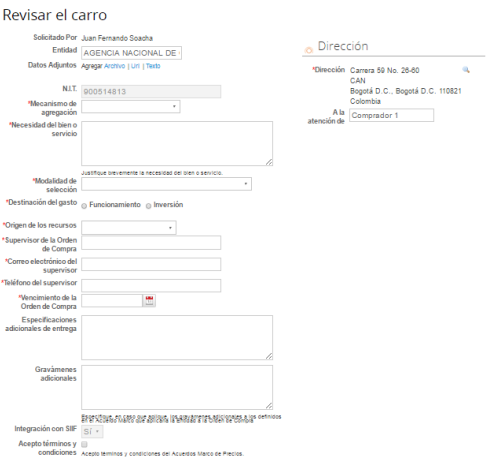 Revisar el carro
Solicitado Por Juan Fernando Soacha
Entidad AGENCIA NACIONAL DE
Datos Adjuntos Agregar Archivo | Url | Texto
N.I.T. 900514813
*Mecanismo de
agregación
*Necesidad del bien o
servicio
Justifique brevemente la necesidad del bien o servicio.
*Modalidad de
selección
*Destinación del gasto Funcionamiento Inversión
*Origen de los recursos
*Supervisor de la Orden
de Compra
*Correo electrónico del
supervisor
*Teléfono del supervisor
*Vencimiento de la
Orden de Compra
Especificaciones
adicionales de entrega
Gravámenes
adicionales
Especifique, en caso que aplique, los gravámenes adicionales a los definidos
en el Acuerdo Marco que aplicaría la entidad a la Orden de Compra
Integración con SIIF Sí
Acepto términos y
condiciones Acepto términos y condiciones del Acuerdos Marco de Precios.
Dirección
*Dirección Carrera 59 No. 26-60
CAN
Bogotá D.C., Bogotá D.C. 110821
Colombia
A la
atención de Comprador 1